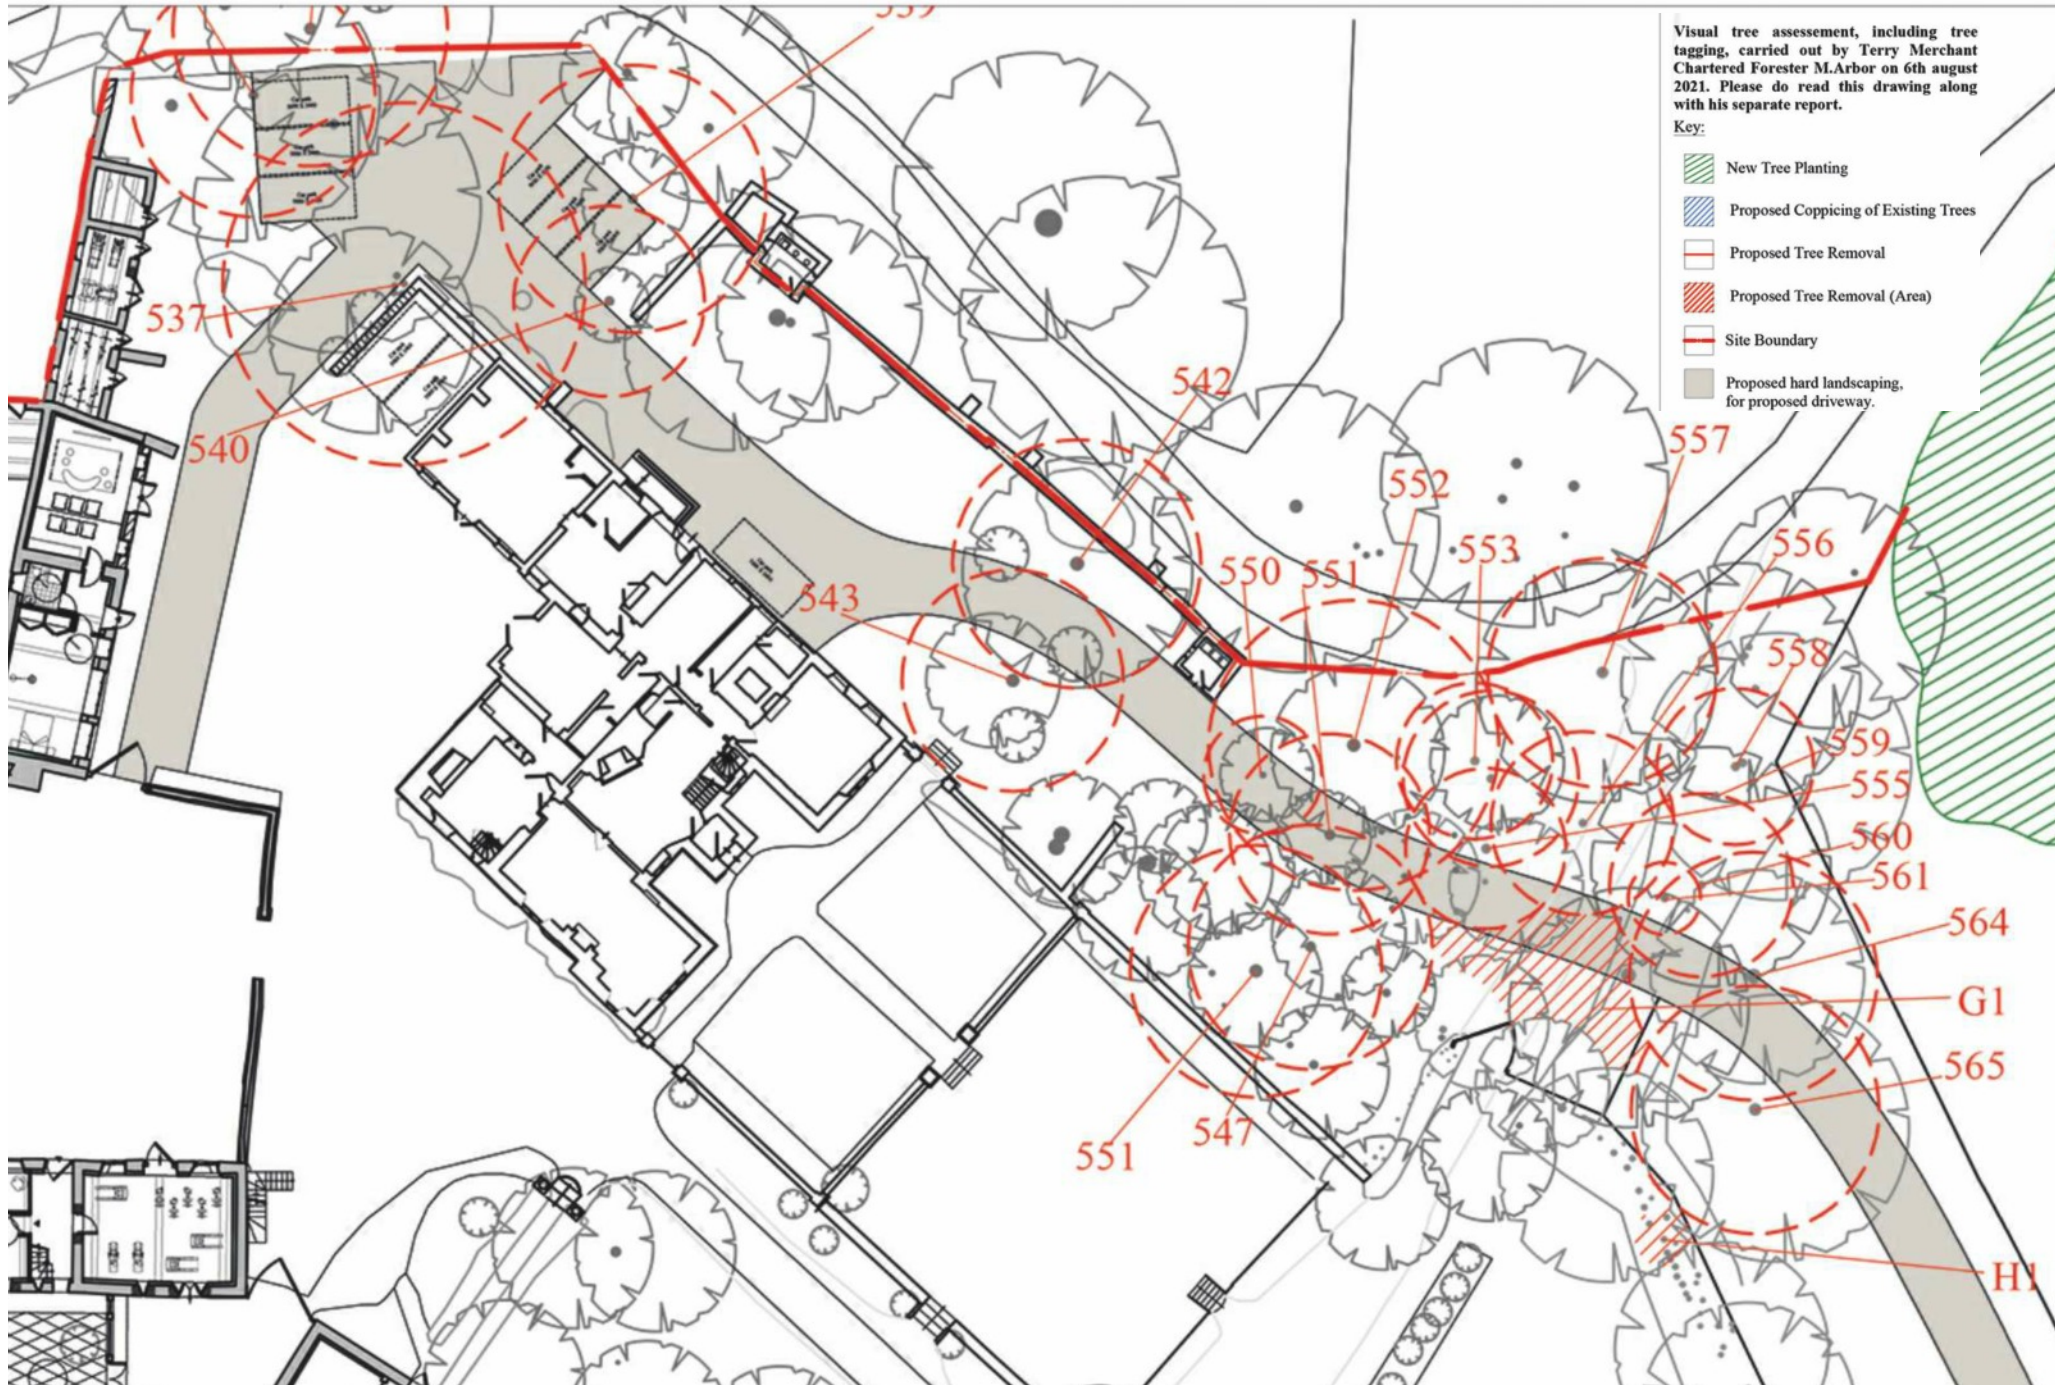 Visual tree assessement, including tree
tagging, carried out by Terry Merchant
Chartered Forester M.Arbor on 6th august
2021. Please do read this drawing along
with his separate report.
Key:
New Tree Planting
Proposed Coppicing of Existing Trees
Proposed Tree Removal
Proposed Tree Removal (Area)
Site Boundary
Proposed hard landscaping,
for proposed driveway.
539
537
540
542
543
550
551
552
553
557
556
558
559
555
560
561
564
G1
565
551
547
H1